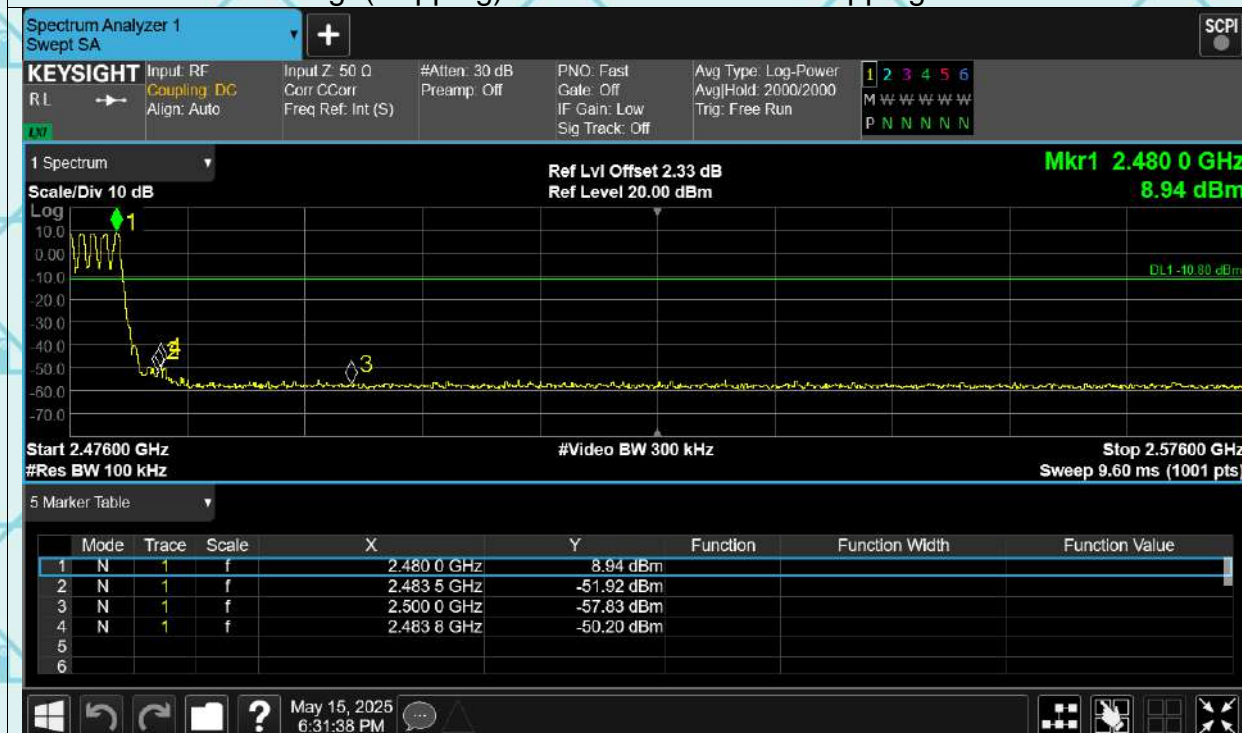 Spectrum Analyzer 1
Swept SA
+
SCPI
KEYSIGHT Input: RF Input Z: 50 Ω #Atten: 30 dB PNO: Fast Avg Type: Log-Power 1 2 3 4 5 6
RL Coupling: DC Corr CCorr Preamp: Off Gate: Off Avg|Hold: 2000/2000 M W W W W W
Align: Auto Freq Ref: Int (S) IF Gain: Low Trig: Free Run P N N N N N
LXI Sig Track: Off
1 Spectrum Ref Lvl Offset 2.33 dB Mkr1 2.480 0 GHz
Scale/Div 10 dB Ref Level 20.00 dBm 8.94 dBm
Log
1
10.0
0.00
DL1 -10.80 dBm
-10.0
-20.0
-30.0
-40.0
3
-50.0
-60.0
-70.0
Start 2.47600 GHz #Video BW 300 kHz Stop 2.57600 GHz
#Res BW 100 kHz Sweep 9.60 ms (1001 pts)
5 Marker Table
Mode Trace Scale X Y Function Function Width Function Value
1 N 1 f 2.480 0 GHz 8.94 dBm
2 N 1 f 2.483 5 GHz -51.92 dBm
3 N 1 f 2.500 0 GHz -57.83 dBm
4 N 1 f 2.483 8 GHz -50.20 dBm
5
6
? May 15, 2025
6:31:38 PM